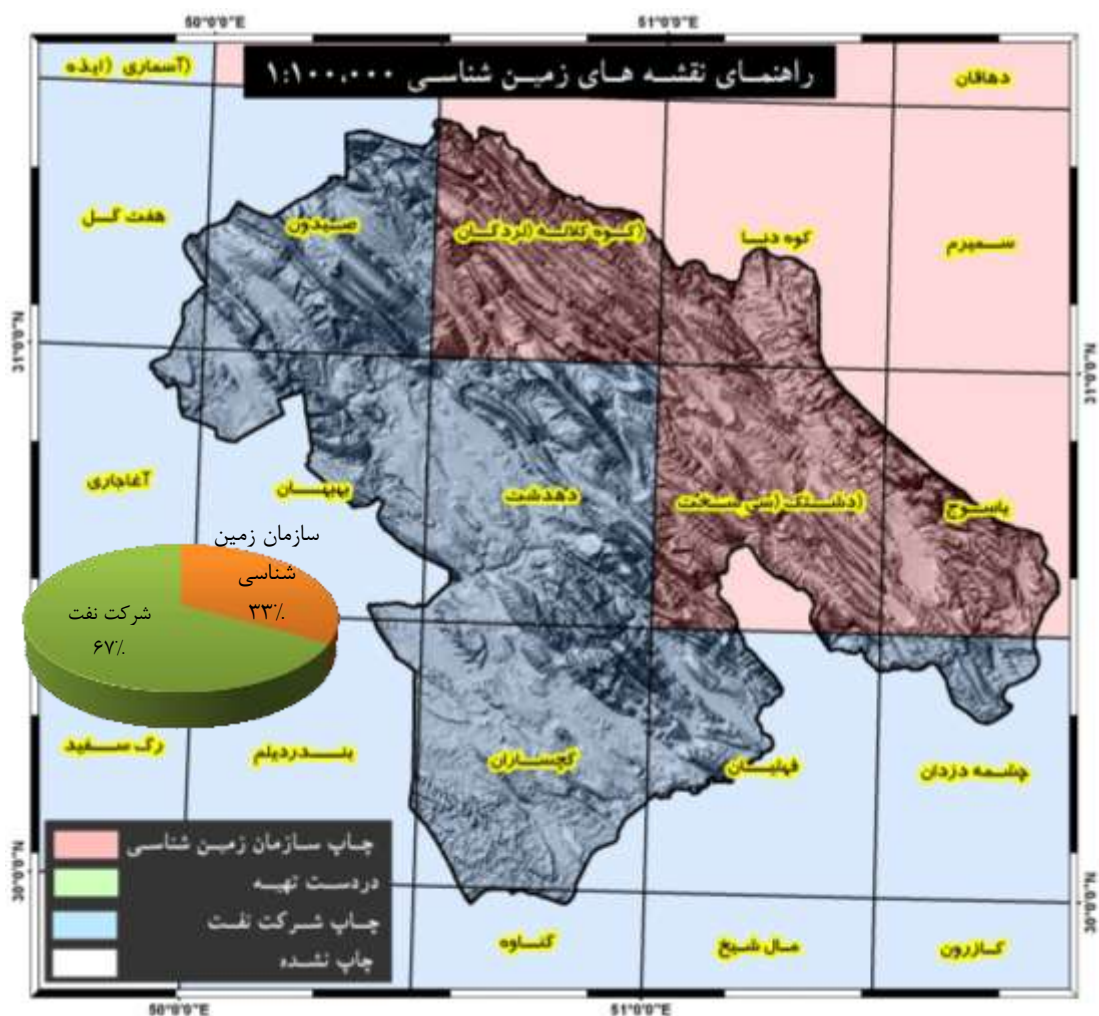 50°0'0"E
51°0'0"E
راهنمای نقشه های زمین شناسی ۱:۱۰۰،۰۰۰
(آسماری (ایذه
دهاقان
هفت گل
صیدون
(کوه کلاله (لردگان
کوه دنا
سمیرم
31°0'0"N
31°0'0"N
آغاجاری
بهبهان
دهدشت
(دشتک (سی سخت
یاسوج
سازمان زمین
شناسی
۳۳٪
شرکت نفت
۶۷٪
رگ سفید
بندردیلم
گچساران
فهلیان
چشمه دزدان
چاپ سازمان زمین شناسی
دردست تهیه
چاپ شرکت نفت
چاپ نشده
30°0'0"N
30°0'0"N
گناوه
مال شیخ
کازرون
50°0'0"E
51°0'0"E